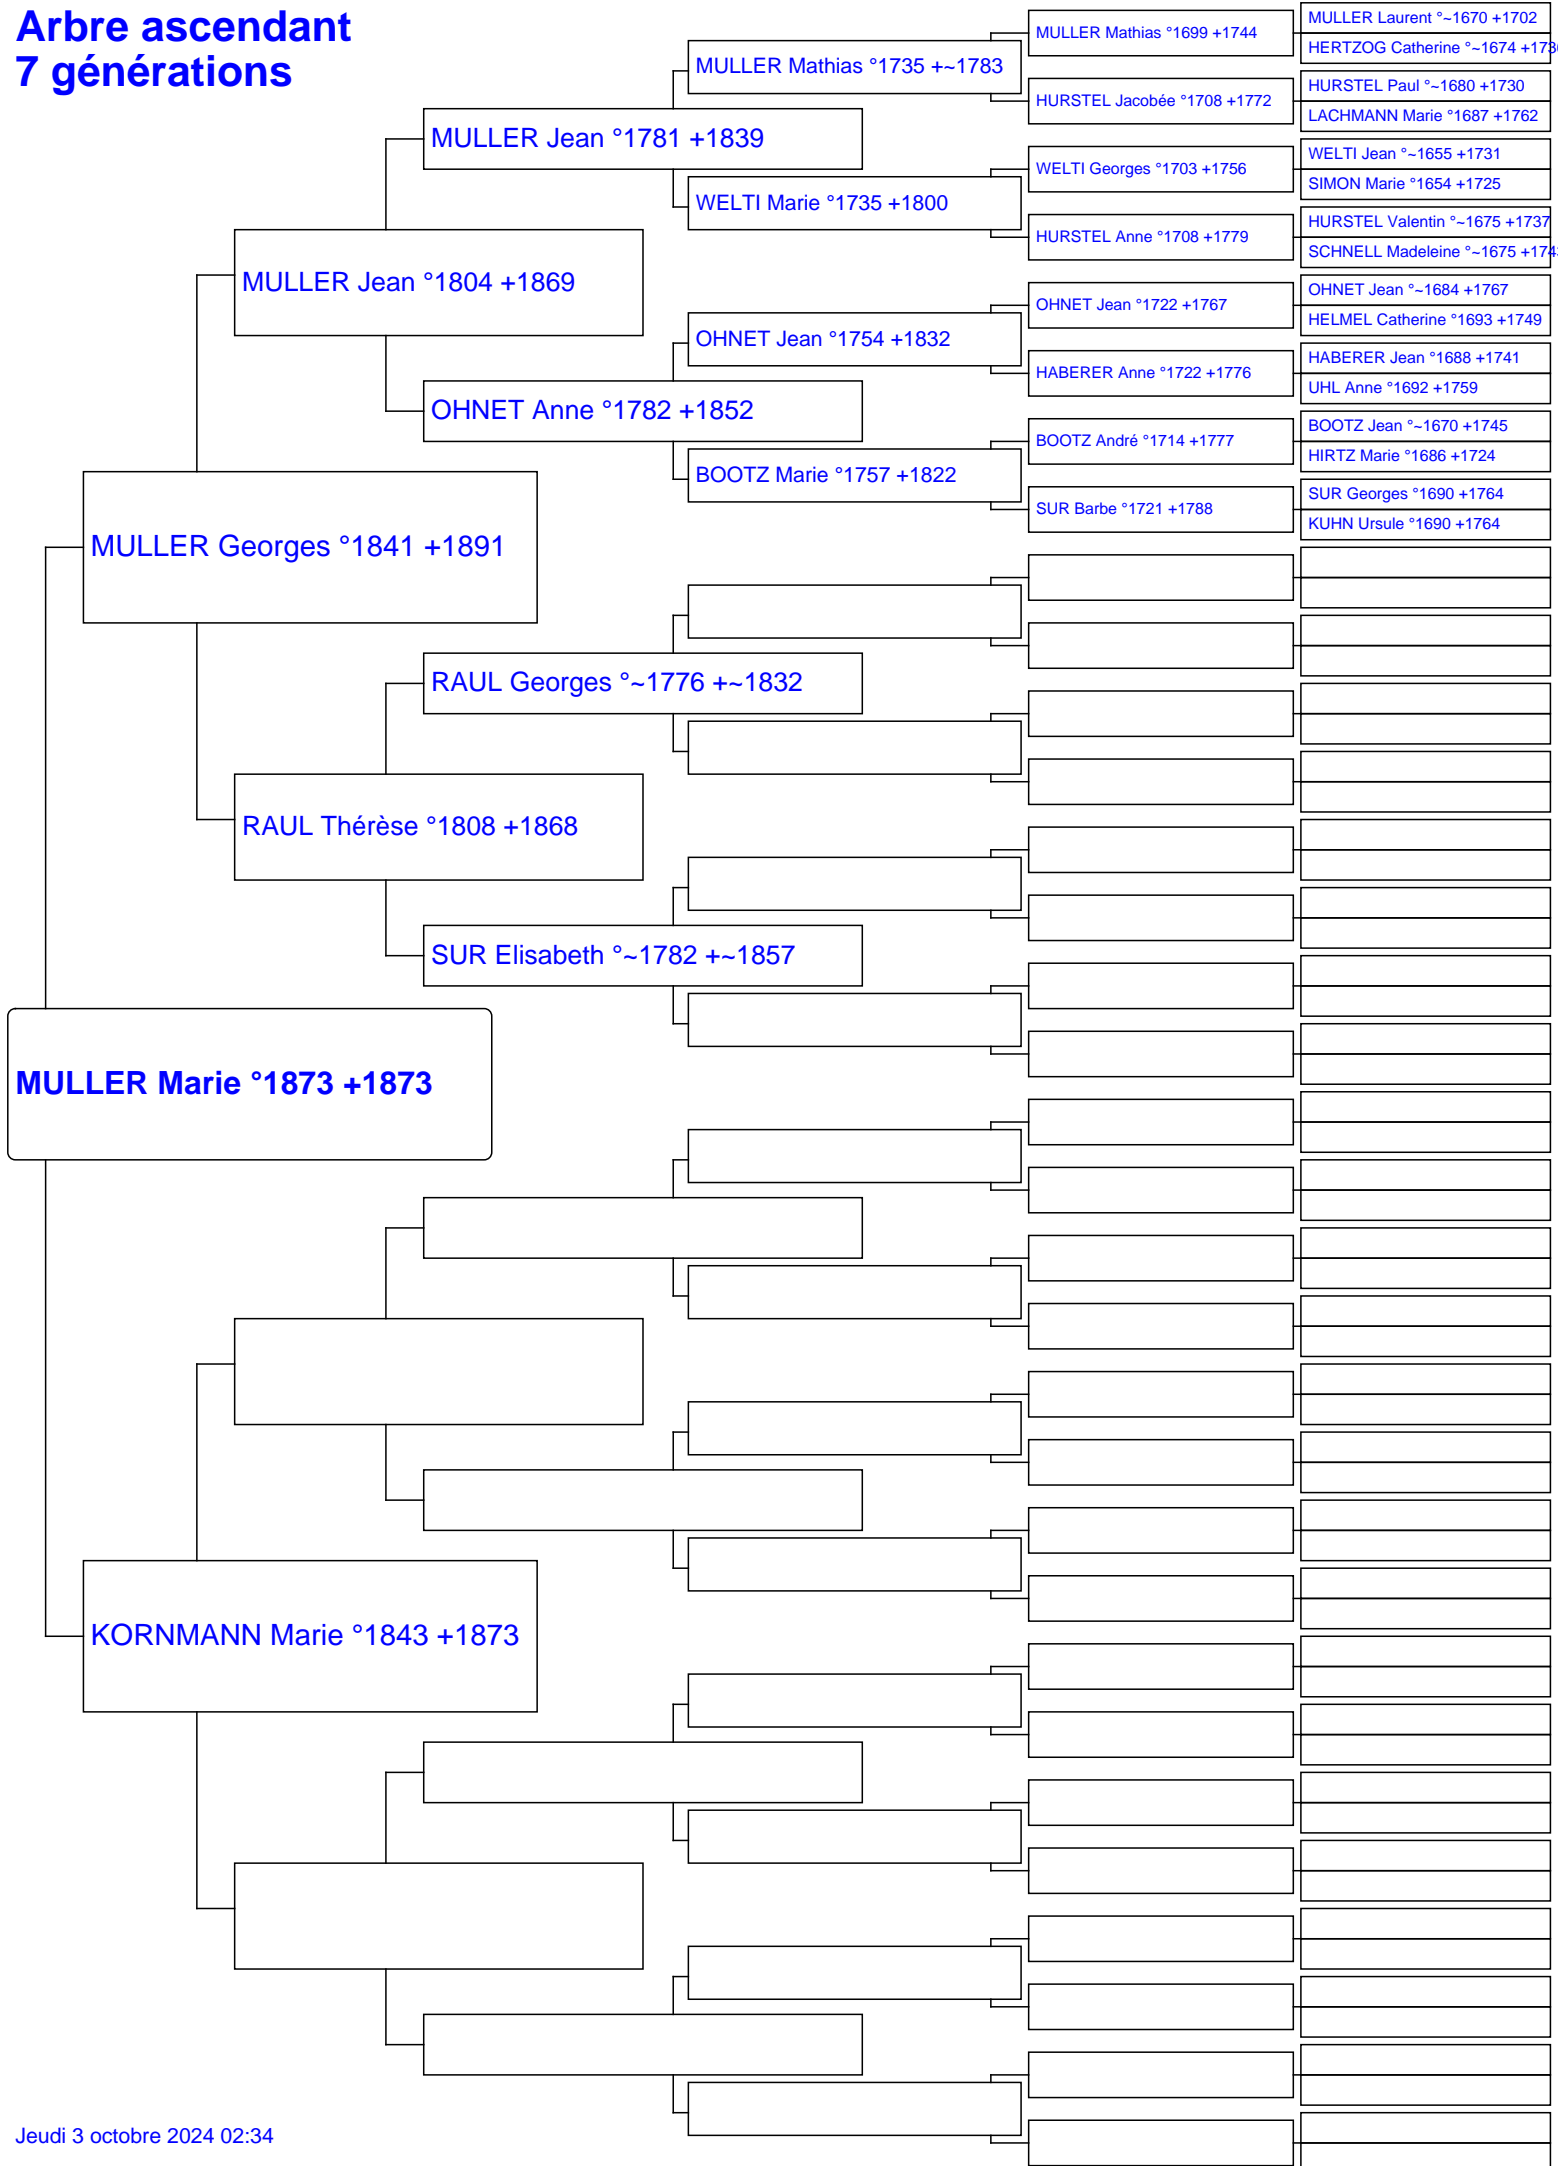 Arbre ascendant
7 générations
MULLER Marie °1873 +1873
MULLER Georges °1841 +1891
KORNMANN Marie °1843 +1873
MULLER Jean °1804 +1869
RAUL Thérèse °1808 +1868
MULLER Jean °1781 +1839
OHNET Anne °1782 +1852
RAUL Georges °~1776 +~1832
SUR Elisabeth °~1782 +~1857
MULLER Mathias °1735 +~1783
WELTI Marie °1735 +1800
OHNET Jean °1754 +1832
BOOTZ Marie °1757 +1822
MULLER Mathias °1699 +1744
HURSTEL Jacobée °1708 +1772
WELTI Georges °1703 +1756
HURSTEL Anne °1708 +1779
OHNET Jean °1722 +1767
HABERER Anne °1722 +1776
BOOTZ André °1714 +1777
SUR Barbe °1721 +1788
MULLER Laurent °~1670 +1702
HERTZOG Catherine °~1674
HURSTEL Paul °~1680 +1730
LACHMANN Marie °1687 +1762
WELTI Jean °~1655 +1731
SIMON Marie °1654 +1725
HURSTEL Valentin °~1675 +1737
SCHNELL Madeleine °~1675
OHNET Jean °~1684 +1767
HELMEL Catherine °1693 +1749
HABERER Jean °1688 +1741
UHL Anne °1692 +1759
BOOTZ Jean °~1670 +1745
HIRTZ Marie °1686 +1724
SUR Georges °1690 +1764
KUHN Ursule °1690 +1764
Jeudi 3 octobre 2024 02:34